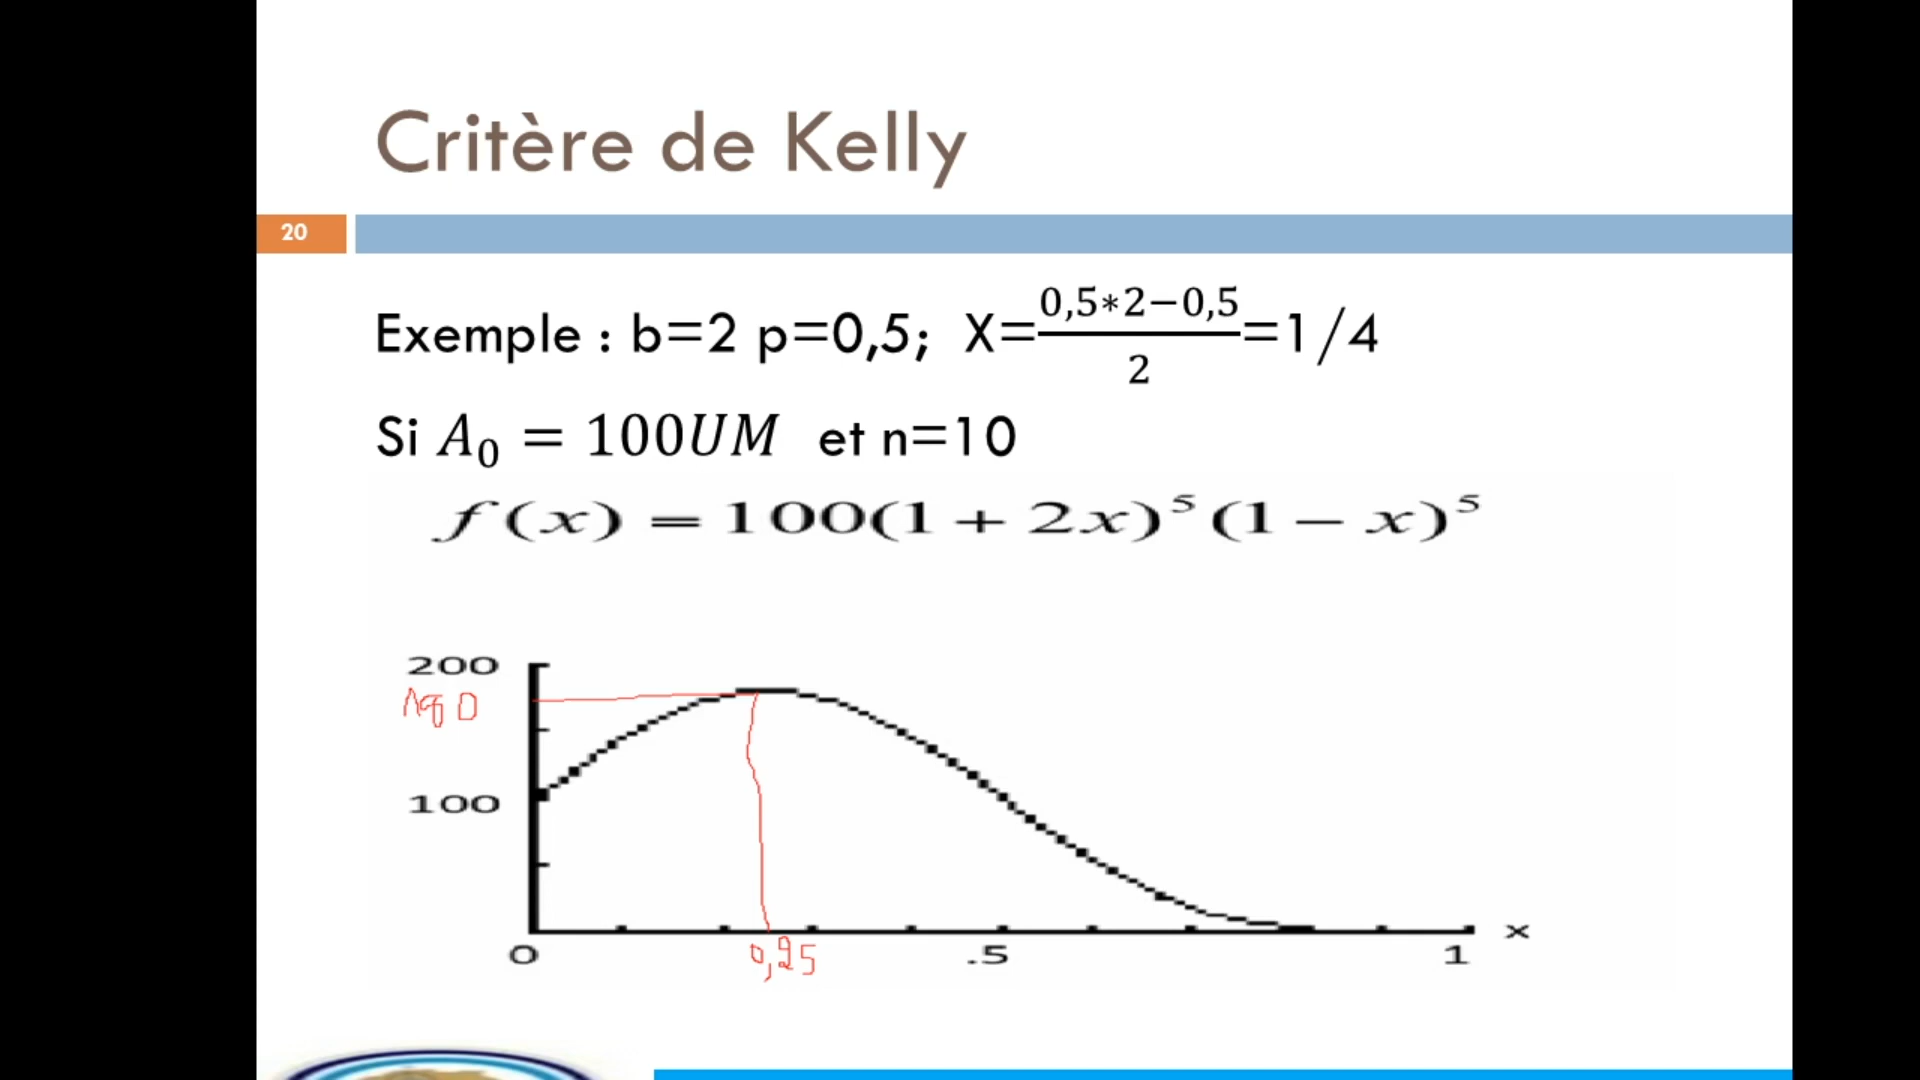 Critère de Kelly
20
Exemple : b=2 p=0,5; X=\frac{0,5*2−0,5}{2}=1/4
Si A₀ = 100UM et n=10
f(x) = 100(1 + 2x)⁵(1 − x)⁵
200
100
0
0,25
.5
1
x